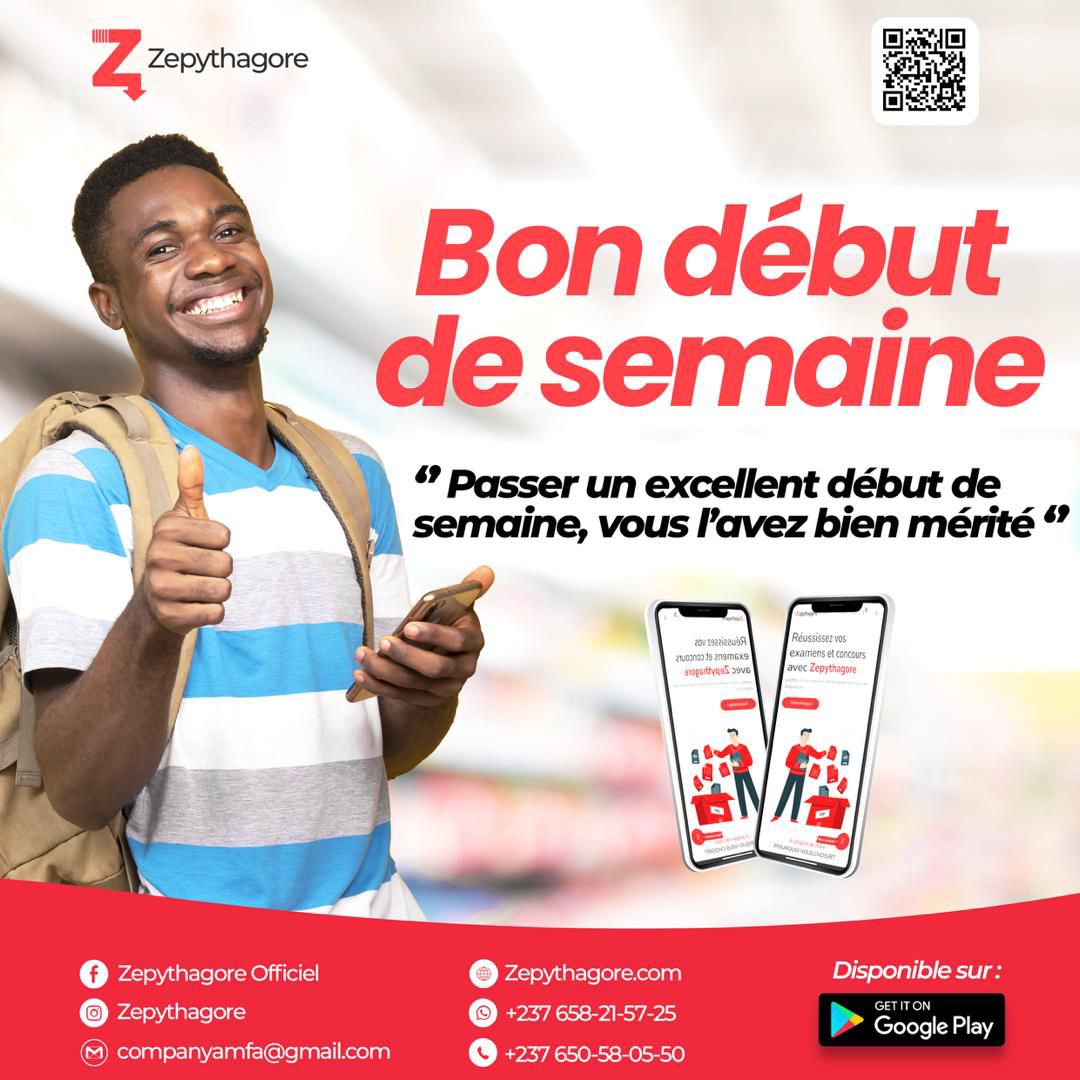 Zepythagore
Bon début
de semaine
‘’ Passer un excellent début de
semaine, vous l’avez bien mérité ‘’
Zepythagore
Réussissez vos
examens et concours
avec Zepythagore
Télécharger
Réussissez vos
examens et concours
avec Zepythagore
Télécharger
POURQUOI NOUS CHOISIR?
Zepythagore Officiel
Zepythagore
companyamfa@gmail.com
Zepythagore.com
+237 658-21-57-25
+237 650-58-05-50
Disponible sur :
GET IT ON
Google Play